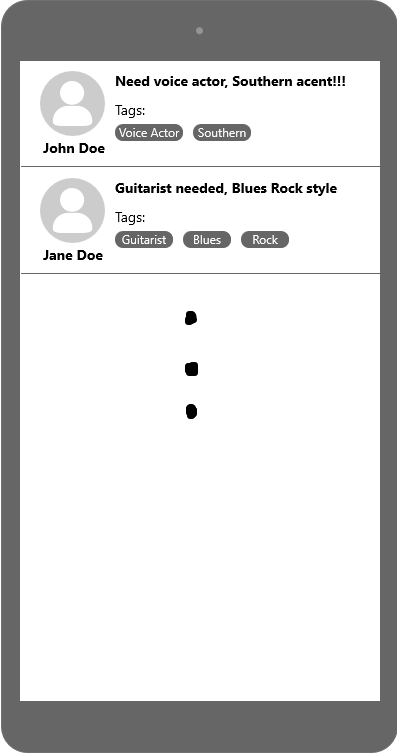 Need voice actor, Southern acent!!!
Tags:
Voice Actor Southern
John Doe
Guitarist needed, Blues Rock style
Tags:
Guitarist Blues Rock
Jane Doe